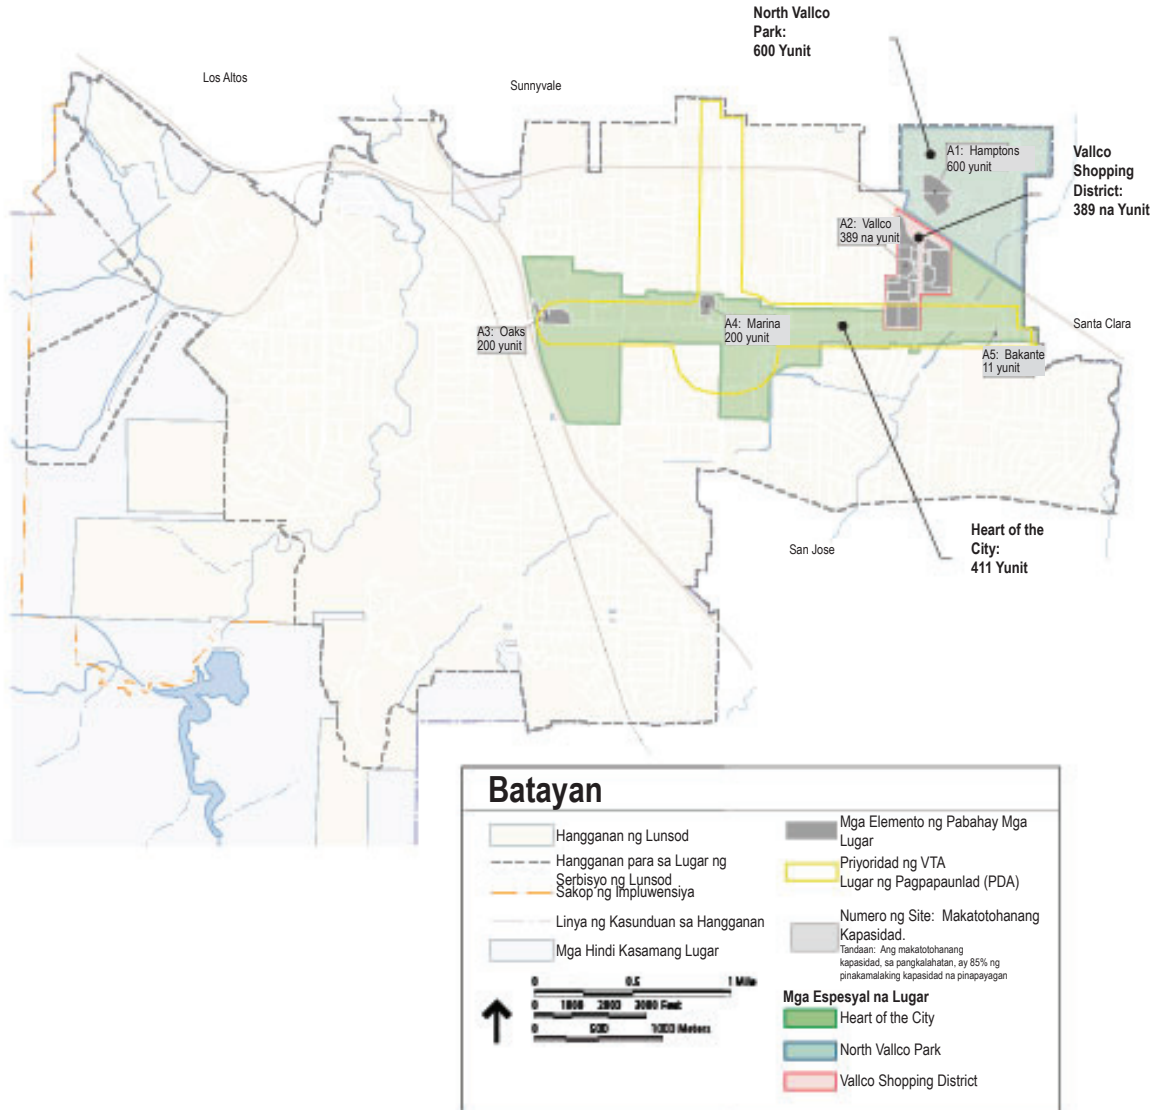 North Vallco
Park:
600 Yunit
Los Altos
Sunnyvale
A1: Hamptons
600 yunit
Vallco
Shopping
District:
389 na Yunit
A2: Vallco
389 na yunit
A3: Oaks
200 yunit
A4: Marina
200 yunit
Santa Clara
A5: Bakante
11 yunit
San Jose
Heart of the
City:
411 Yunit
Batayan
Hangganan ng Lunsod
Hangganan para sa Lugar ng
Serbisyo ng Lunsod
Sakop ng Impluwensiya
Linya ng Kasunduan sa Hangganan
Mga Hindi Kasamang Lugar
0 0.5 1 Mile
0 1000 2000 3000 Feet
0 500 1000 Meters
Mga Elemento ng Pabahay Mga
Lugar
Priyoridad ng VTA
Lugar ng Pagpapaunlad (PDA)
Numero ng Site: Makatotohanang
Kapasidad.
Tandaan: Ang makatotohanang
kapasidad, sa pangkalahatan, ay 85% ng
pinakamalaking kapasidad na pinapayagan
Mga Espesyal na Lugar
Heart of the City
North Vallco Park
Vallco Shopping District